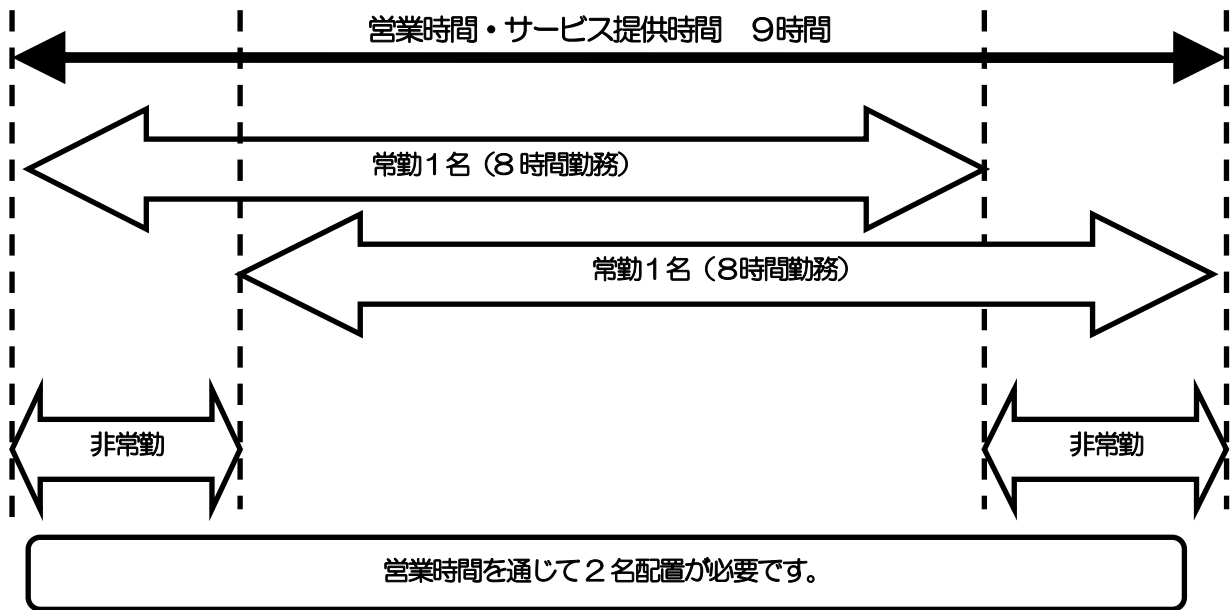 営業時間・サービス提供時間　９時間
常勤１名（８時間勤務）
常勤１名（８時間勤務）
非常勤
非常勤
営業時間を通じて２名配置が必要です。